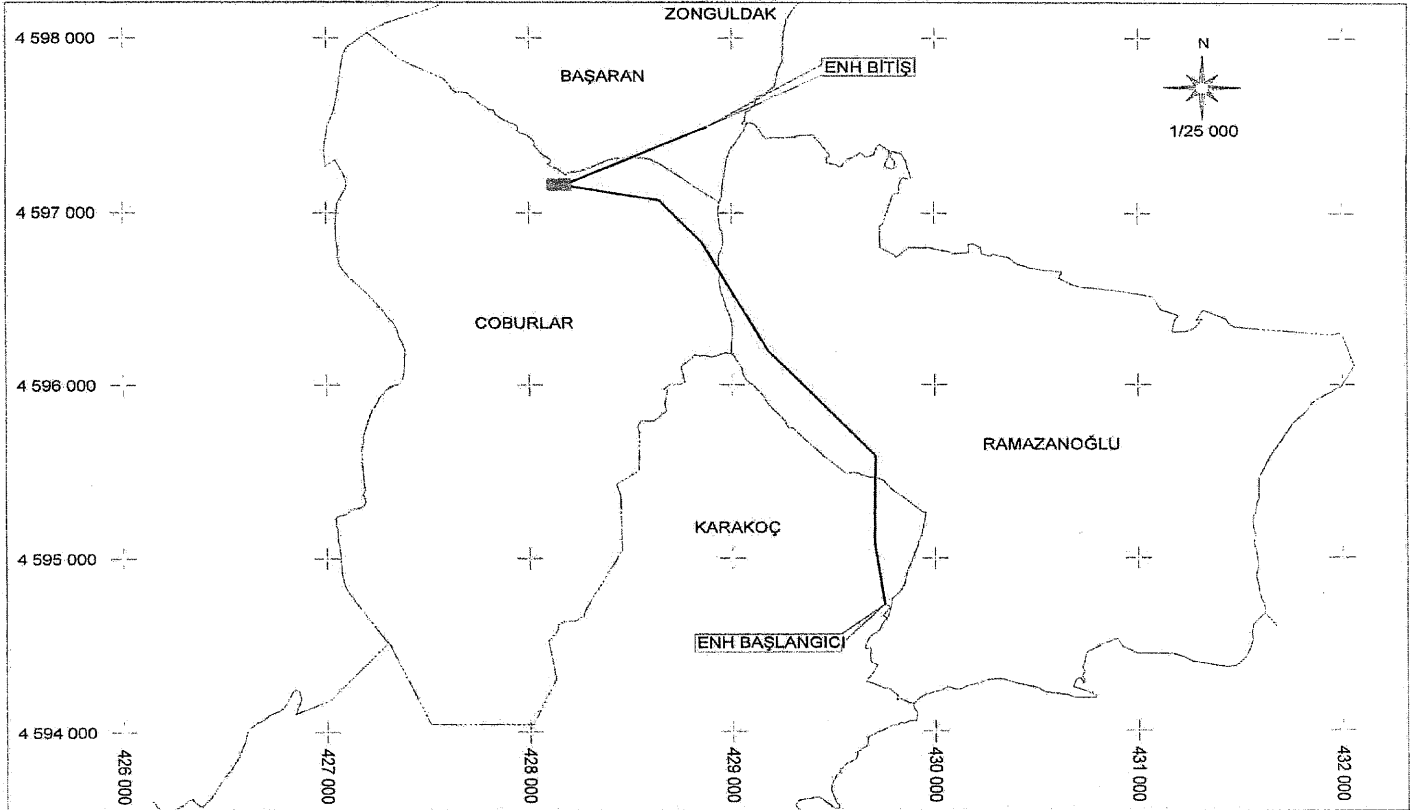 ZONGULDAK
4 598 000
N
BAŞARAN
ENH BİTİŞİ
1/25 000
4 597 000
COBURLAR
4 596 000
RAMAZANOĞLU
KARAKOÇ
4 595 000
ENH BAŞLANGICI
4 594 000
426 000
427 000
428 000
429 000
430 000
431 000
432 000